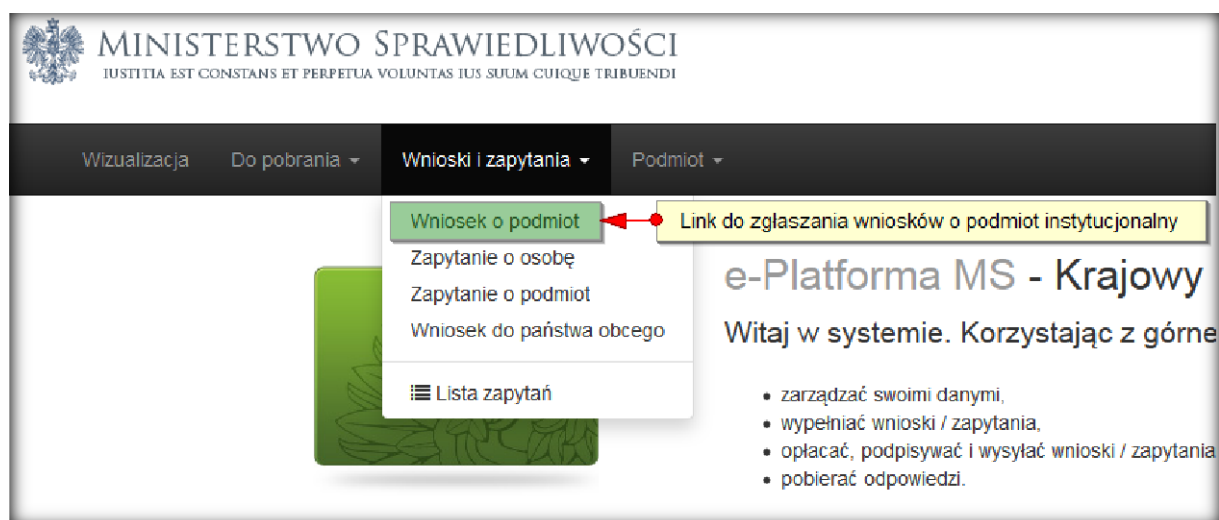 MINISTERSTWO SPRAWIEDLIWOŚCI
IUSTITIA EST CONSTANS ET PERPETUA VOLUNTAS IUS SUUM CUIQUE TRIBUENDI
Wizualizacja Do pobrania Wnioski i zapytania Podmiot
Wniosek o podmiot
Link do zgłaszania wniosków o podmiot instytucjonalny
Zapytanie o osobę
Zapytanie o podmiot
Wniosek do państwa obcego
Lista zapytań
e-Platforma MS - Krajowy
Witaj w systemie. Korzystając z górne
• zarządzać swoimi danymi,
• wypełniać wnioski / zapytania,
• opłacać, podpisywać i wysyłać wnioski / zapytania
• pobierać odpowiedzi.